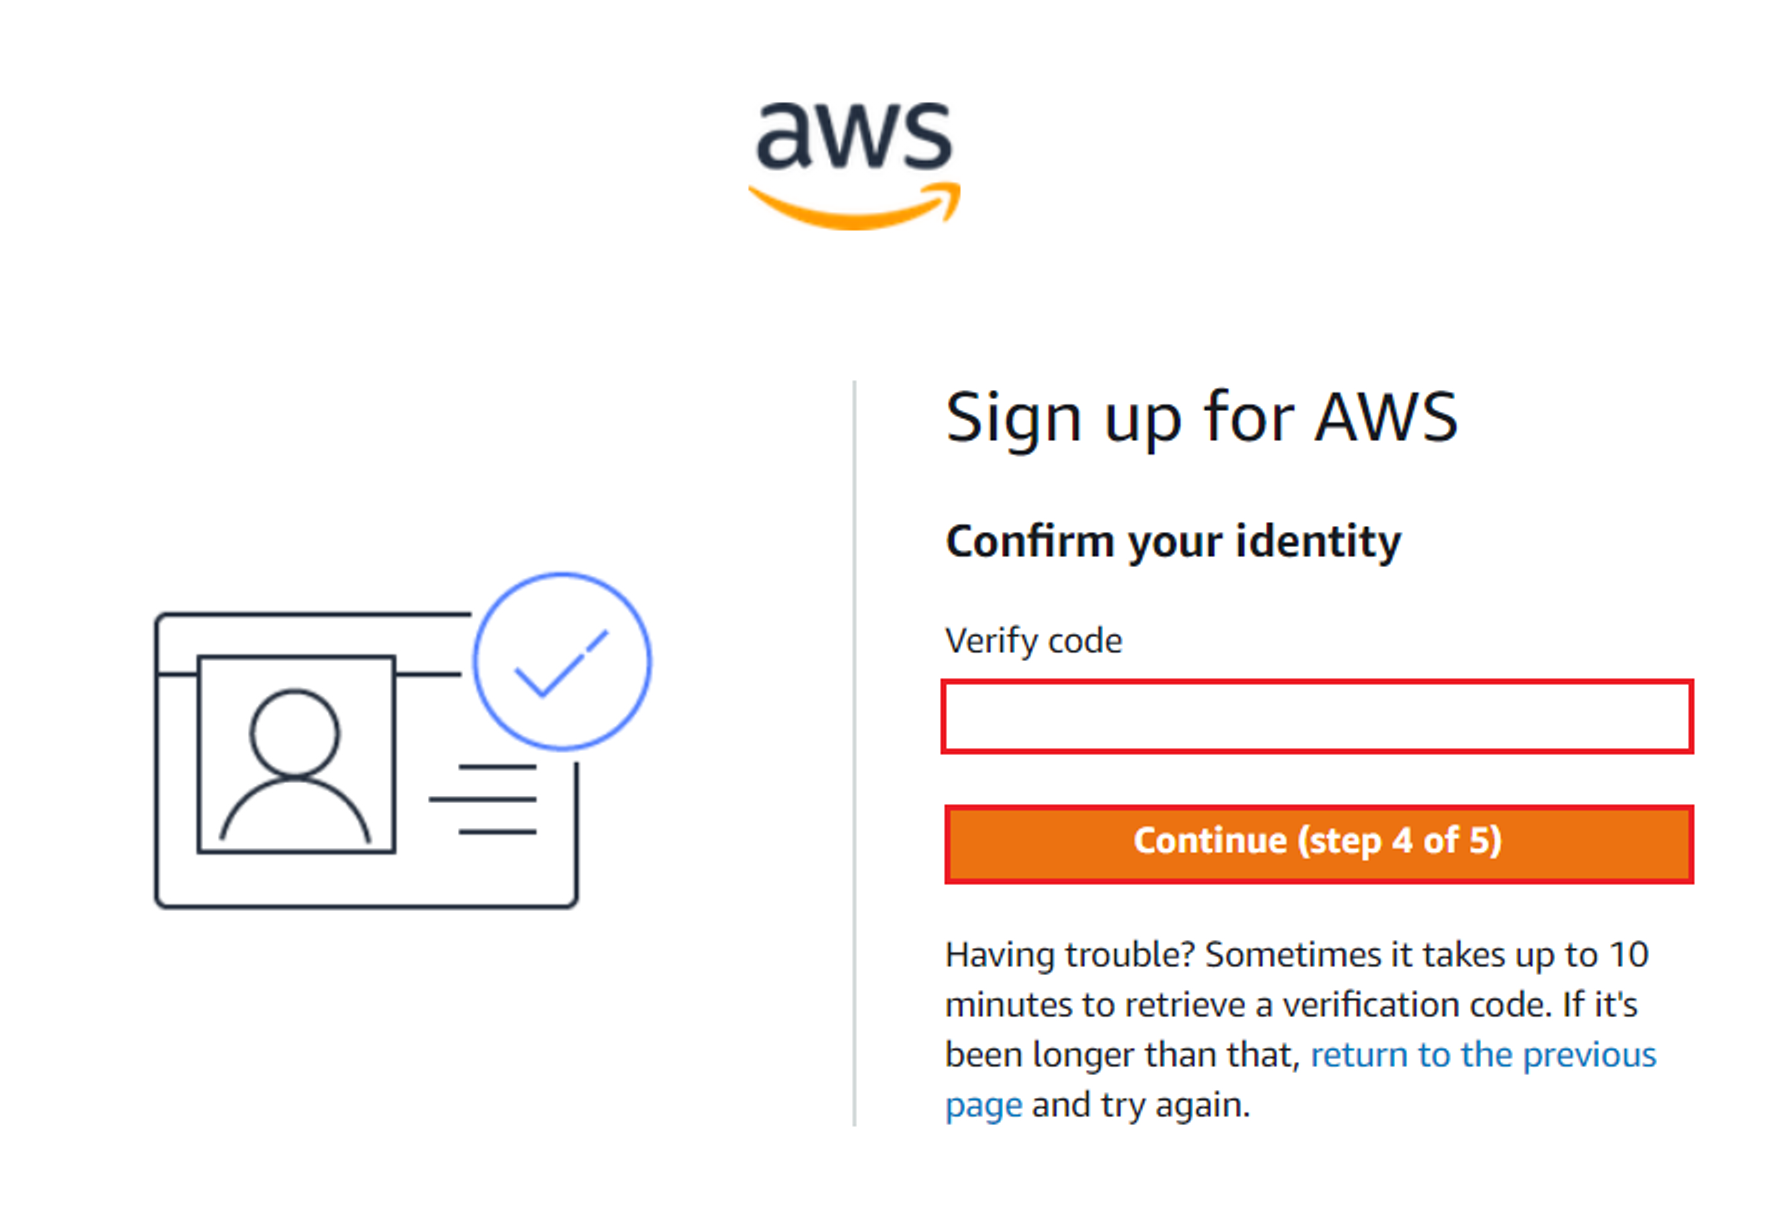 aws
Sign up for AWS
Confirm your identity
Verify code
Continue (step 4 of 5)
Having trouble? Sometimes it takes up to 10
minutes to retrieve a verification code. If it's
been longer than that, return to the previous
page and try again.